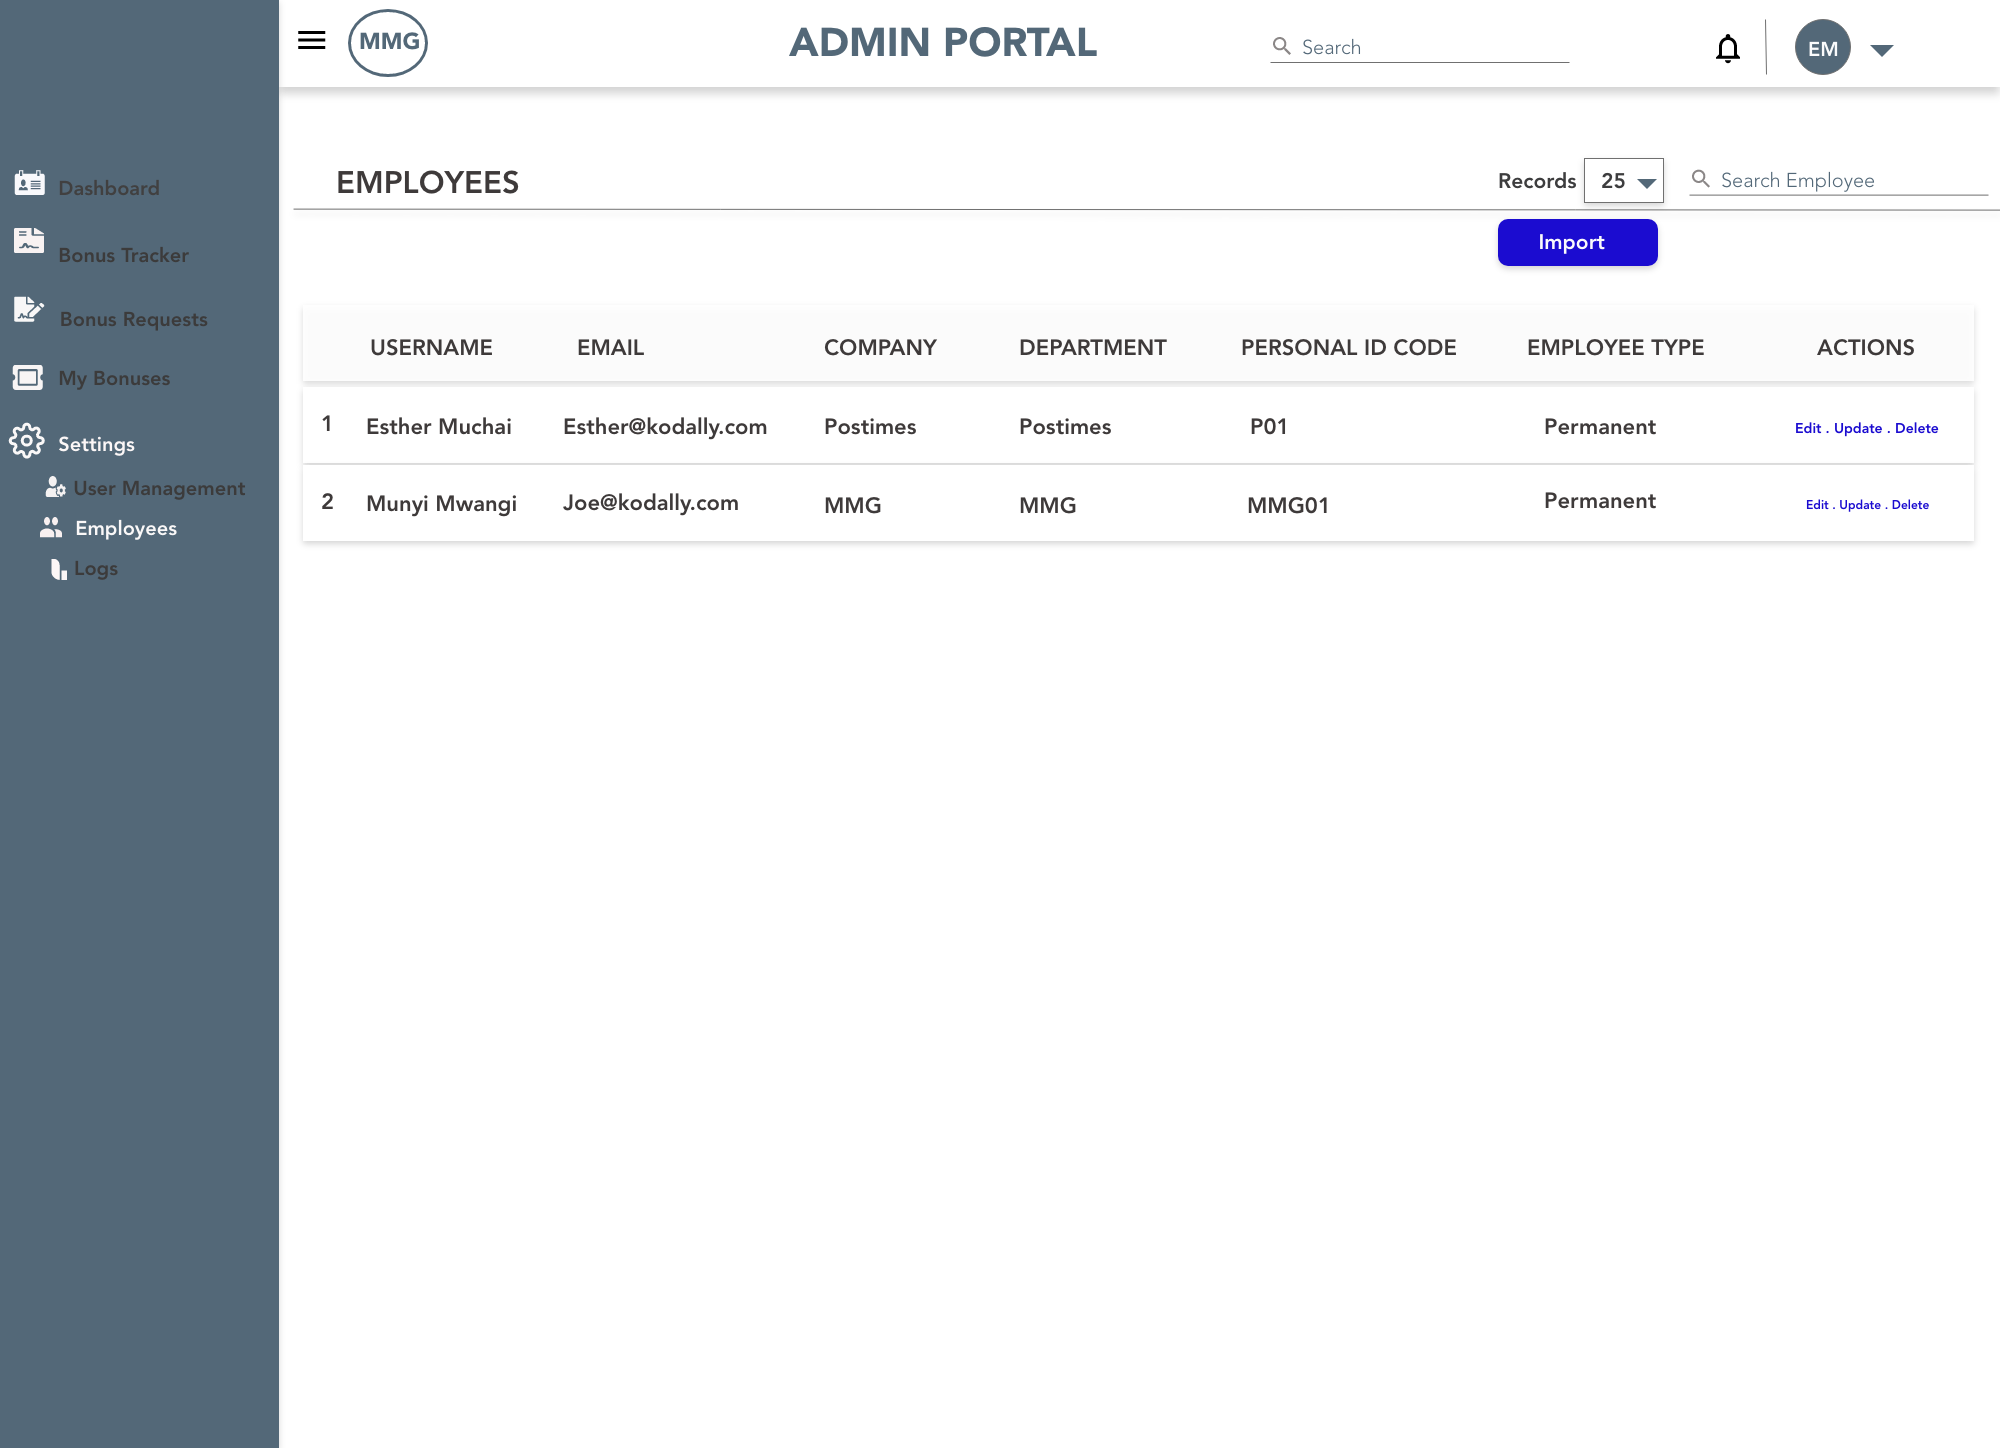 MMG
ADMIN PORTAL
Search
EM
Dashboard
Bonus Tracker
Bonus Requests
My Bonuses
Settings
User Management
Employees
Logs
EMPLOYEES
Records 25
Search Employee
Import
USERNAME EMAIL COMPANY DEPARTMENT PERSONAL ID CODE EMPLOYEE TYPE ACTIONS
1 Esther Muchai Esther@kodally.com Postimes Postimes P01 Permanent Edit . Update . Delete
2 Munyi Mwangi Joe@kodally.com MMG MMG MMG01 Permanent Edit . Update . Delete